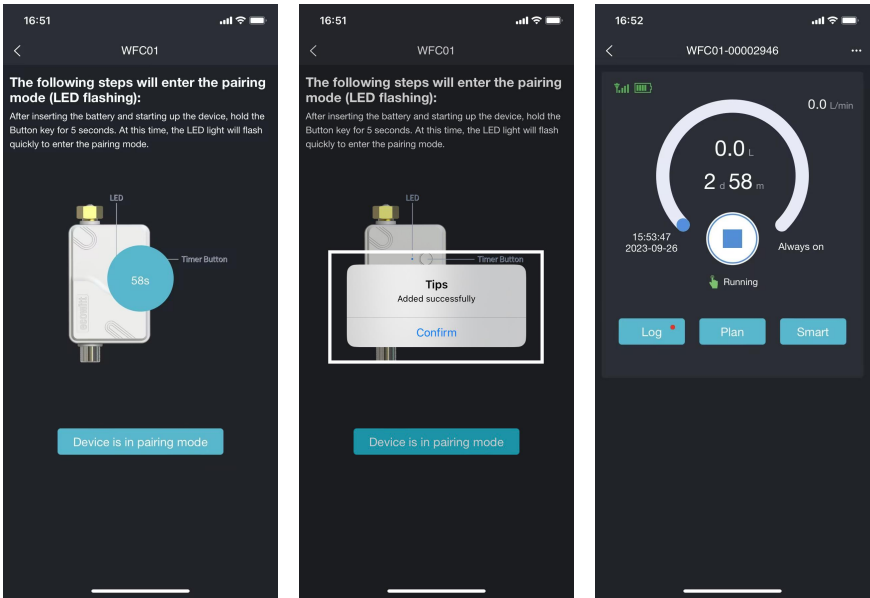 16:51
WFC01
The following steps will enter the pairing
mode (LED flashing):
After inserting the battery and starting up the device, hold the
Button key for 5 seconds. At this time, the LED light will flash
quickly to enter the pairing mode.
LED
Timer Button
58s
Device is in pairing mode
16:51
WFC01
The following steps will enter the pairing
mode (LED flashing):
After inserting the battery and starting up the device, hold the
Button key for 5 seconds. At this time, the LED light will flash
quickly to enter the pairing mode.
LED
Timer Button
Tips
Added successfully
Confirm
Device is in pairing mode
16:52
WFC01-00002946
0.0 L/min
0.0 L
2 d 58 m
15:53:47
2023-09-26
Always on
Running
Log
Plan
Smart